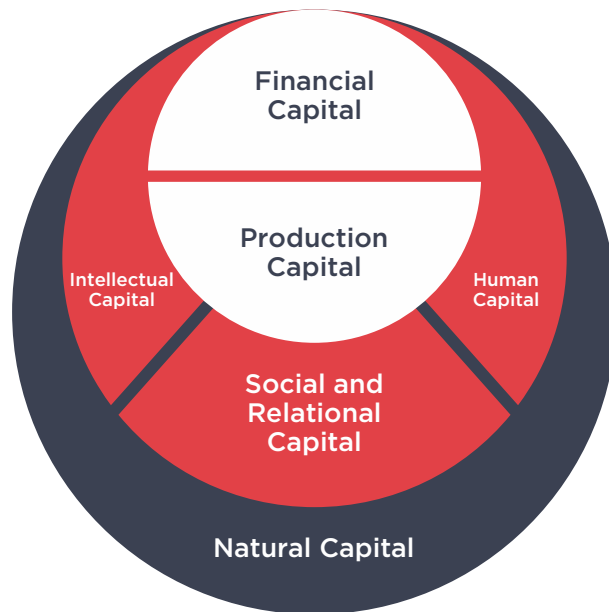 Financial
Capital
Production
Capital
Intellectual
Capital
Human
Capital
Social and
Relational
Capital
Natural Capital